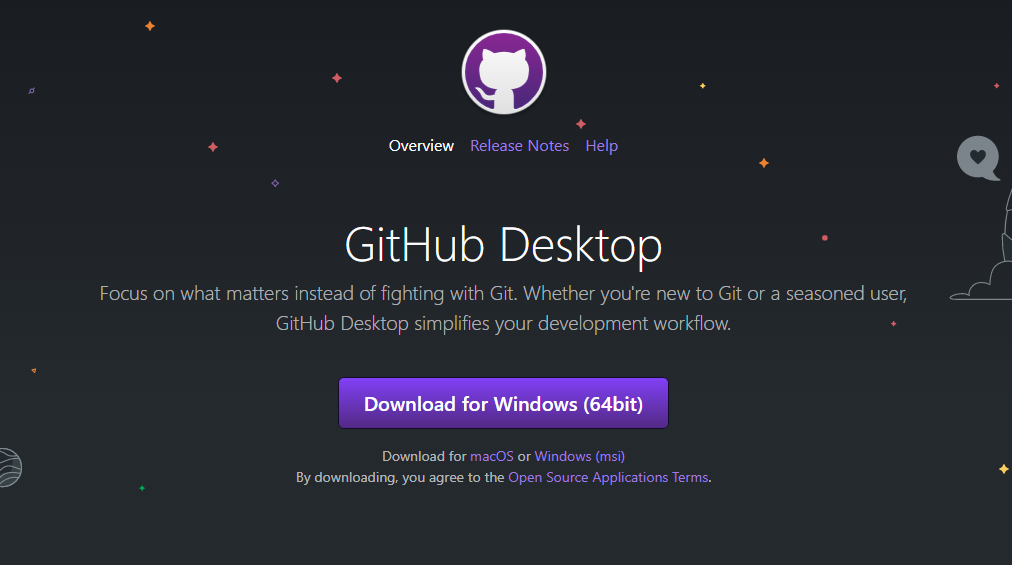 Overview Release Notes Help
GitHub Desktop
Focus on what matters instead of fighting with Git. Whether you're new to Git or a seasoned user,
GitHub Desktop simplifies your development workflow.
Download for Windows (64bit)
Download for macOS or Windows (msi)
By downloading, you agree to the Open Source Applications Terms.